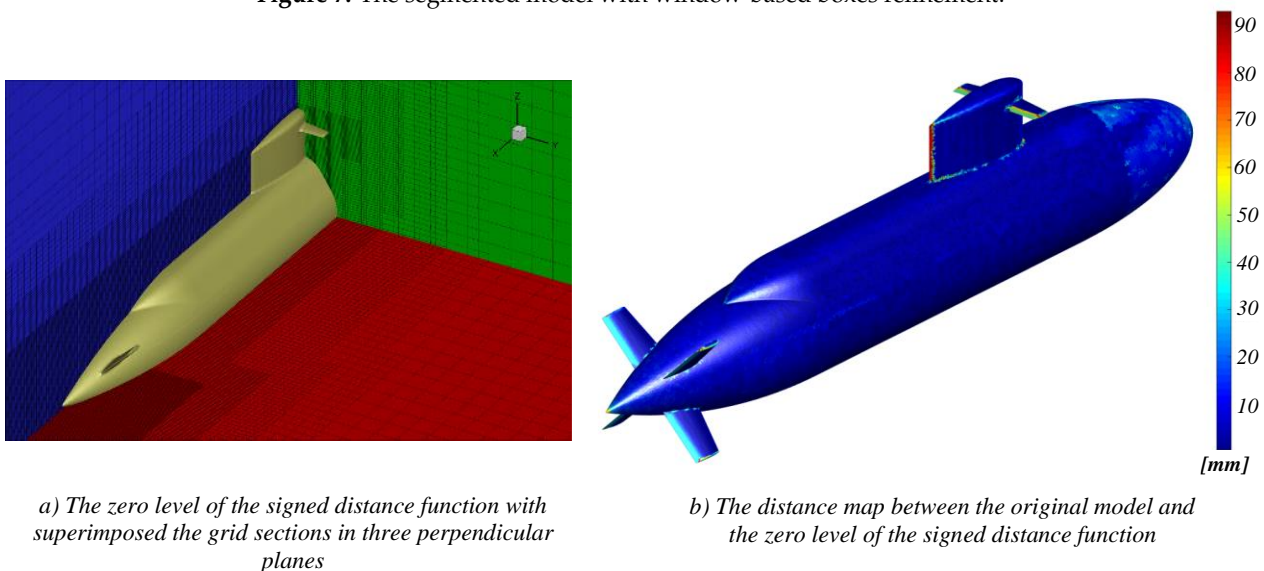 Figure 7. The segmented model with window-based boxes refinement.
Z
X
Y
90
80
70
60
50
40
30
20
10
[mm]
a) The zero level of the signed distance function with
superimposed the grid sections in three perpendicular
planes
b) The distance map between the original model and
the zero level of the signed distance function